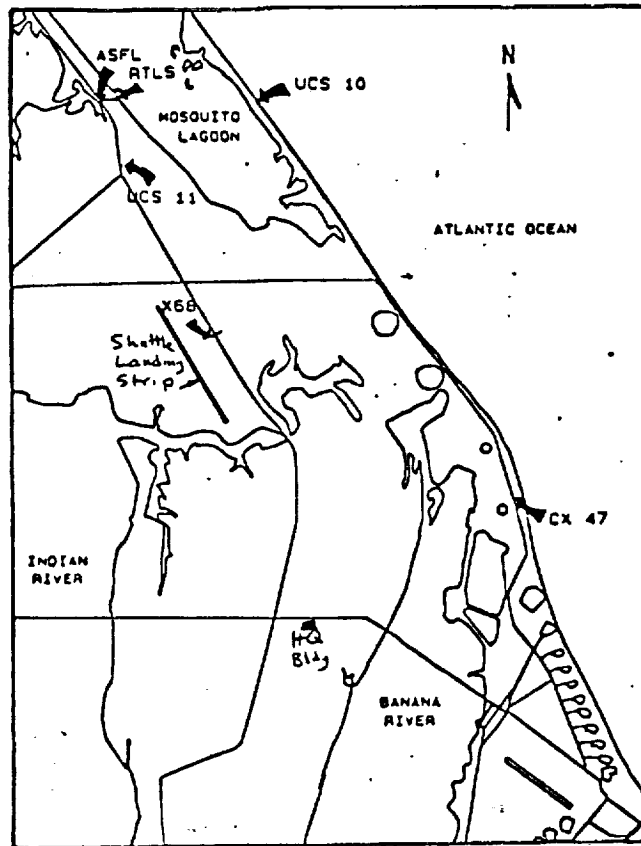 ASFL
RTLS
UCS 10
N
MOSQUITO
LAGOON
UCS 11
ATLANTIC OCEAN
X68
Shuttle
Landing
Strip
CX 47
INDIAN
RIVER
HQ
Bldg
BANANA
RIVER